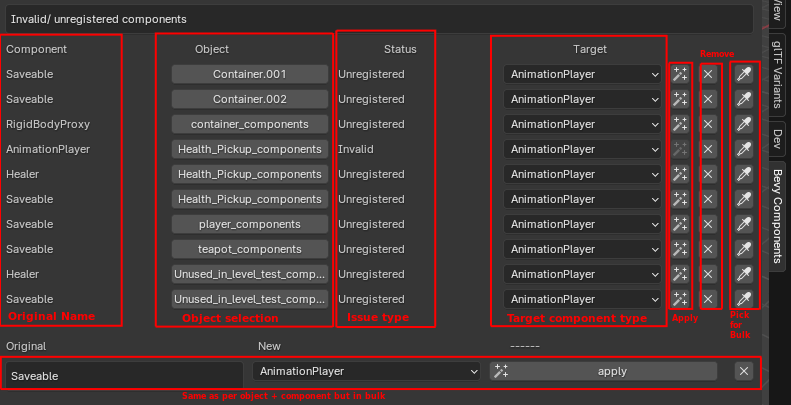 Invalid/ unregistered components
Component Object Status Target Remove
Saveable Container.001 Unregistered AnimationPlayer
Saveable Container.002 Unregistered AnimationPlayer
RigidBodyProxy container_components Unregistered AnimationPlayer
AnimationPlayer Health_Pickup_components Invalid AnimationPlayer
Healer Health_Pickup_components Unregistered AnimationPlayer
Saveable Health_Pickup_components Unregistered AnimationPlayer
Saveable player_components Unregistered AnimationPlayer
Saveable teapot_components Unregistered AnimationPlayer
Healer Unused_in_level_test_comp... Unregistered AnimationPlayer
Saveable Unused_in_level_test_comp... Unregistered AnimationPlayer
Original Name Object selection Issue type Target component type Apply
Pick
for
Bulk
Original New ------
Saveable AnimationPlayer apply
Same as per object + component but in bulk
View
glTF Variants
Dev
Bevy Components